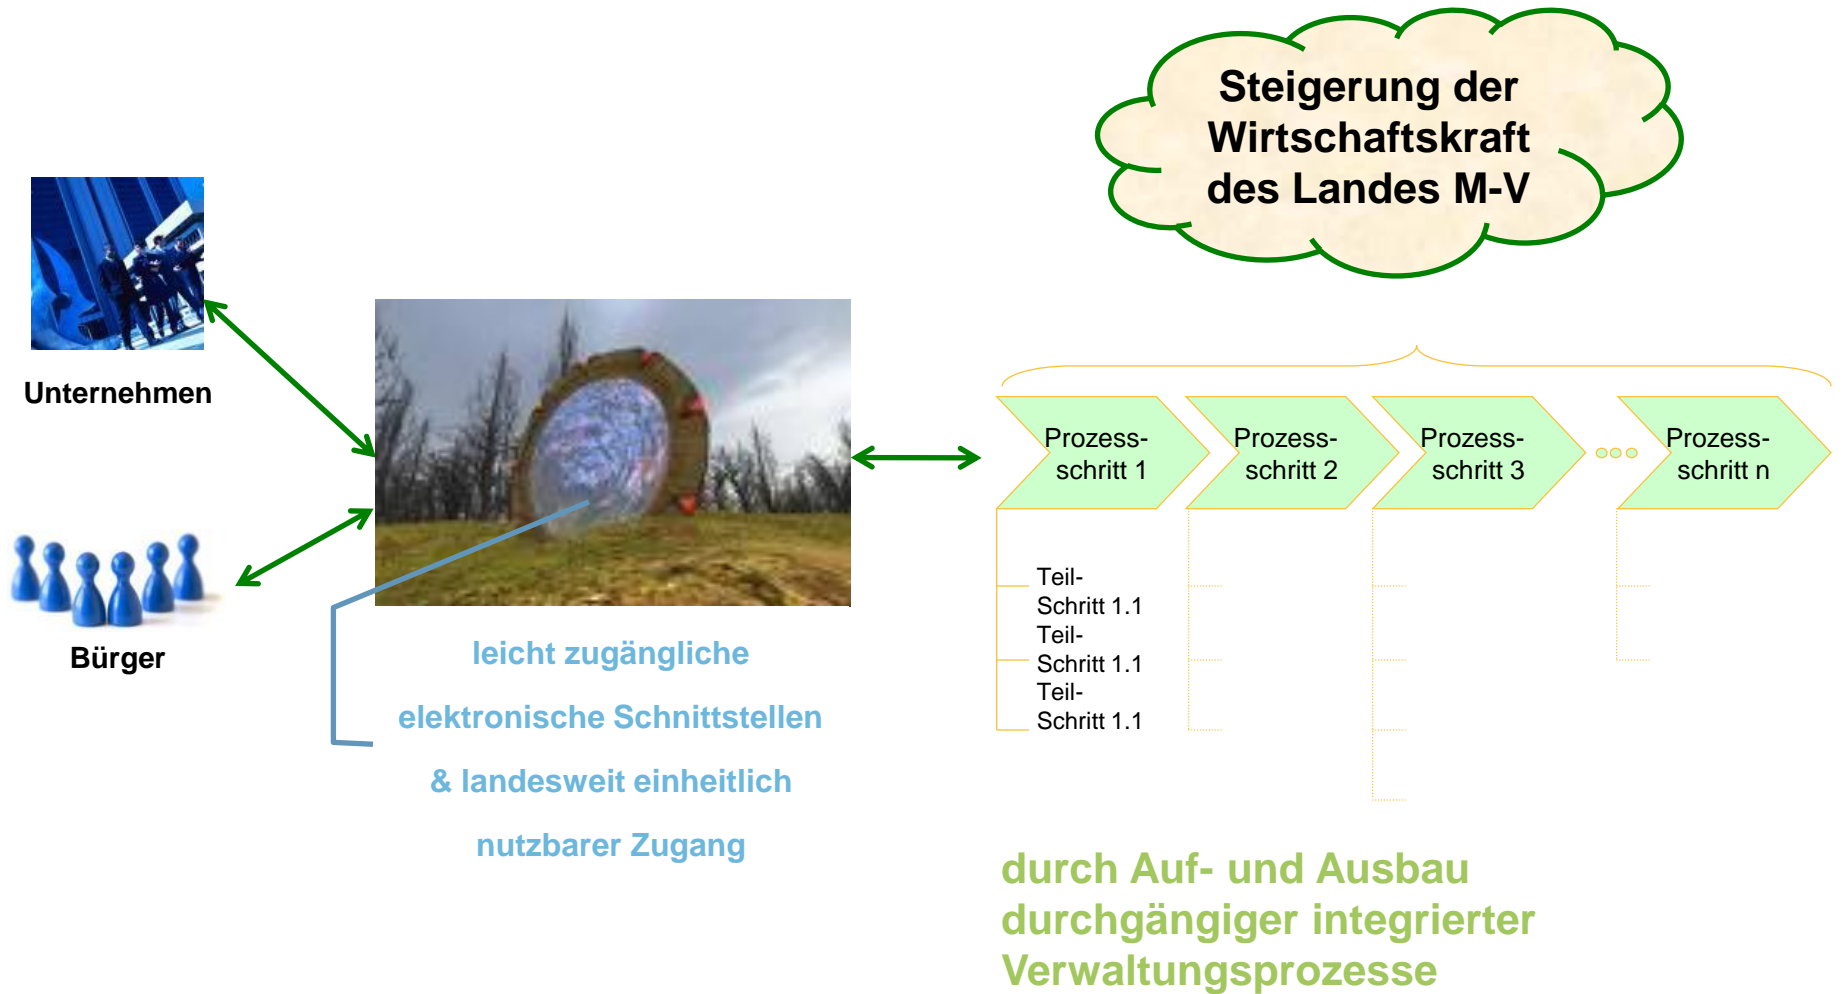 Steigerung der
Wirtschaftskraft
des Landes M-V
Unternehmen
Bürger
leicht zugängliche
elektronische Schnittstellen
& landesweit einheitlich
nutzbarer Zugang
Prozess-
schritt 1
Prozess-
schritt 2
Prozess-
schritt 3
Prozess-
schritt n
Teil-
Schritt 1.1
Teil-
Schritt 1.1
Teil-
Schritt 1.1
durch Auf- und Ausbau
durchgängiger integrierter
Verwaltungsprozesse